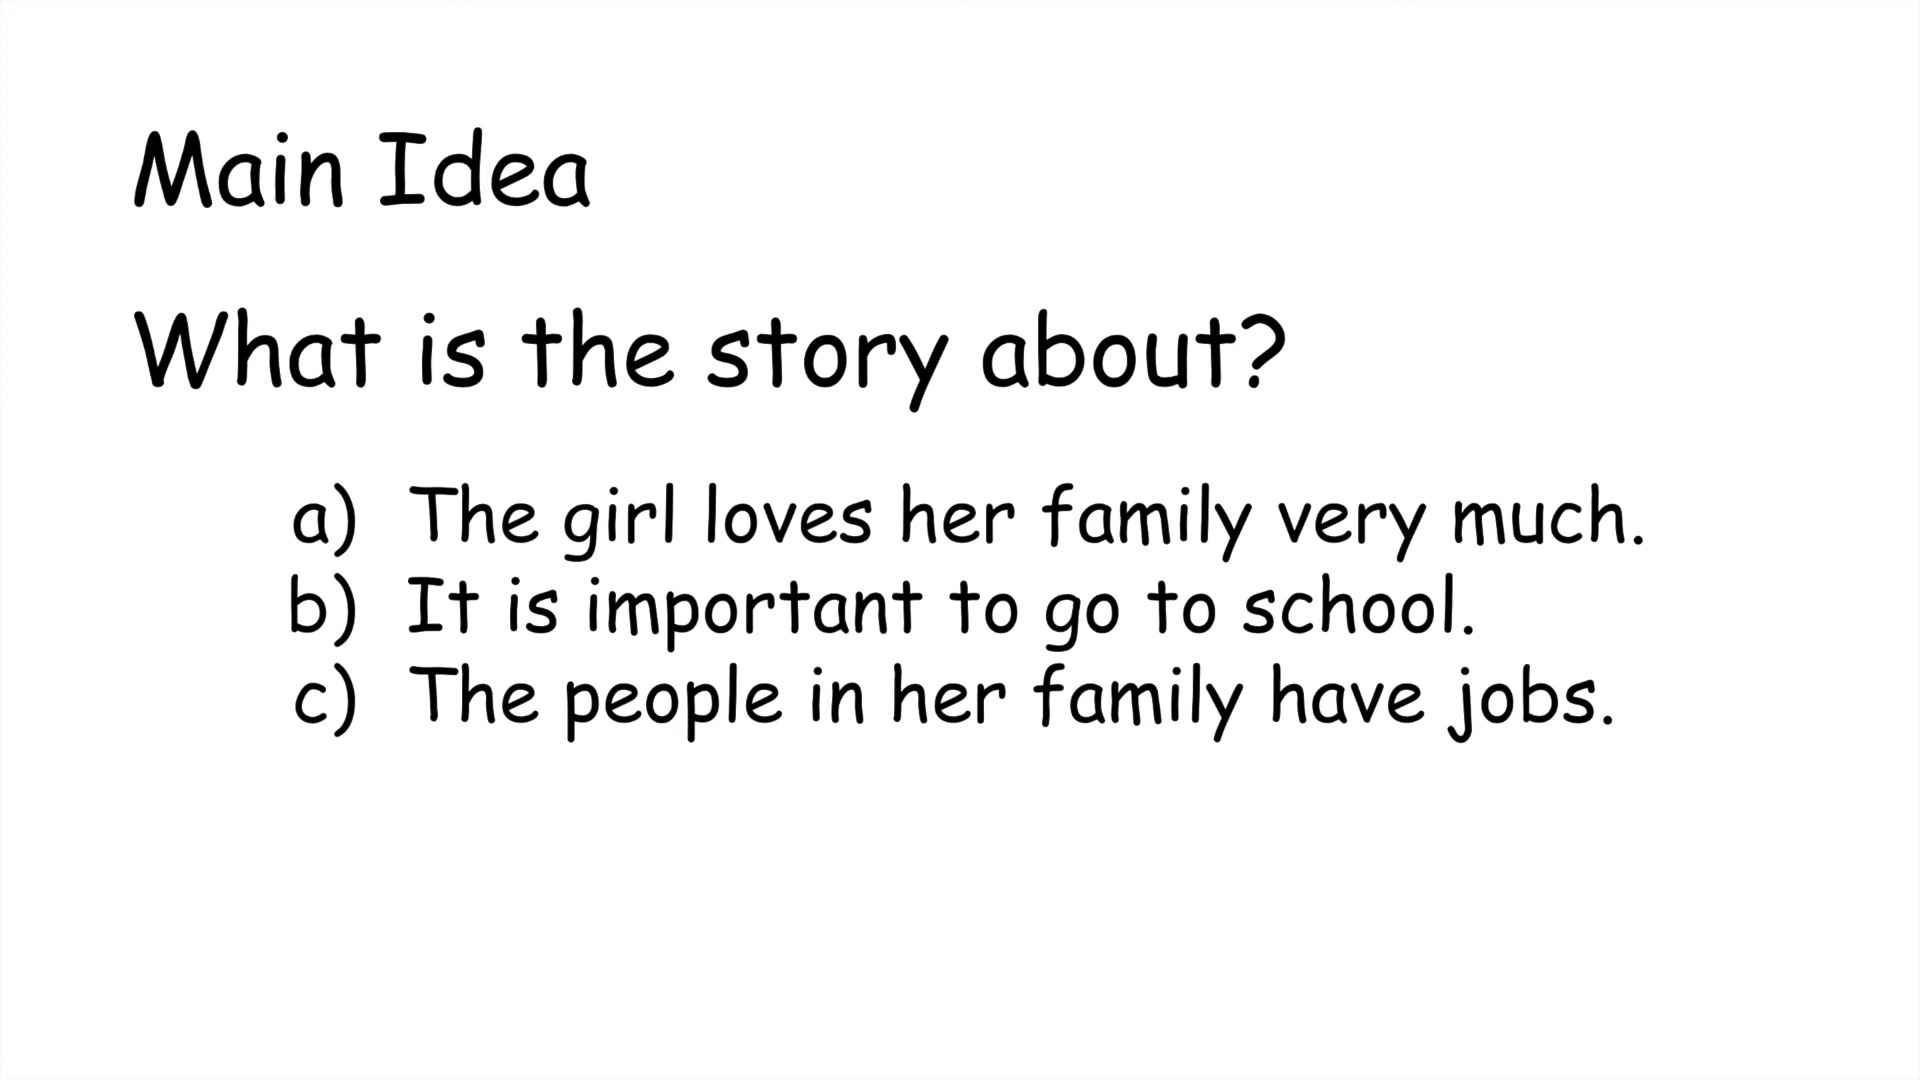 Main Idea
What is the story about?
a) The girl loves her family very much.
b) It is important to go to school.
c) The people in her family have jobs.